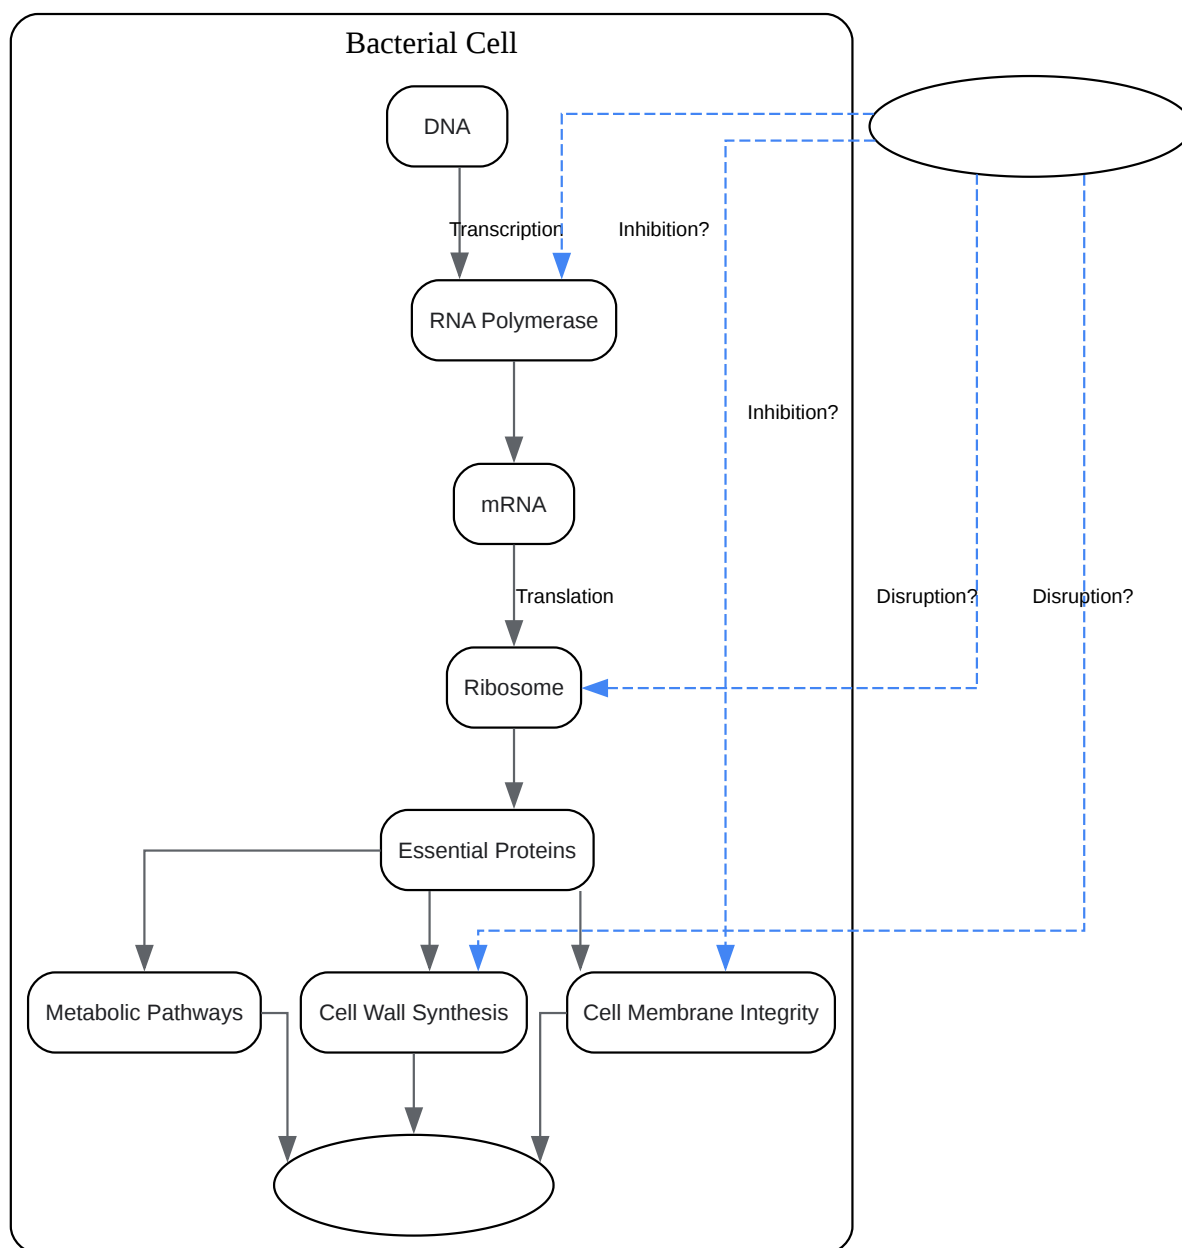 Bacterial Cell
DNA
Transcription
Inhibition?
RNA Polymerase
Inhibition?
mRNA
Translation
Disruption?
Disruption?
Ribosome
Essential Proteins
Metabolic Pathways
Cell Wall Synthesis
Cell Membrane Integrity